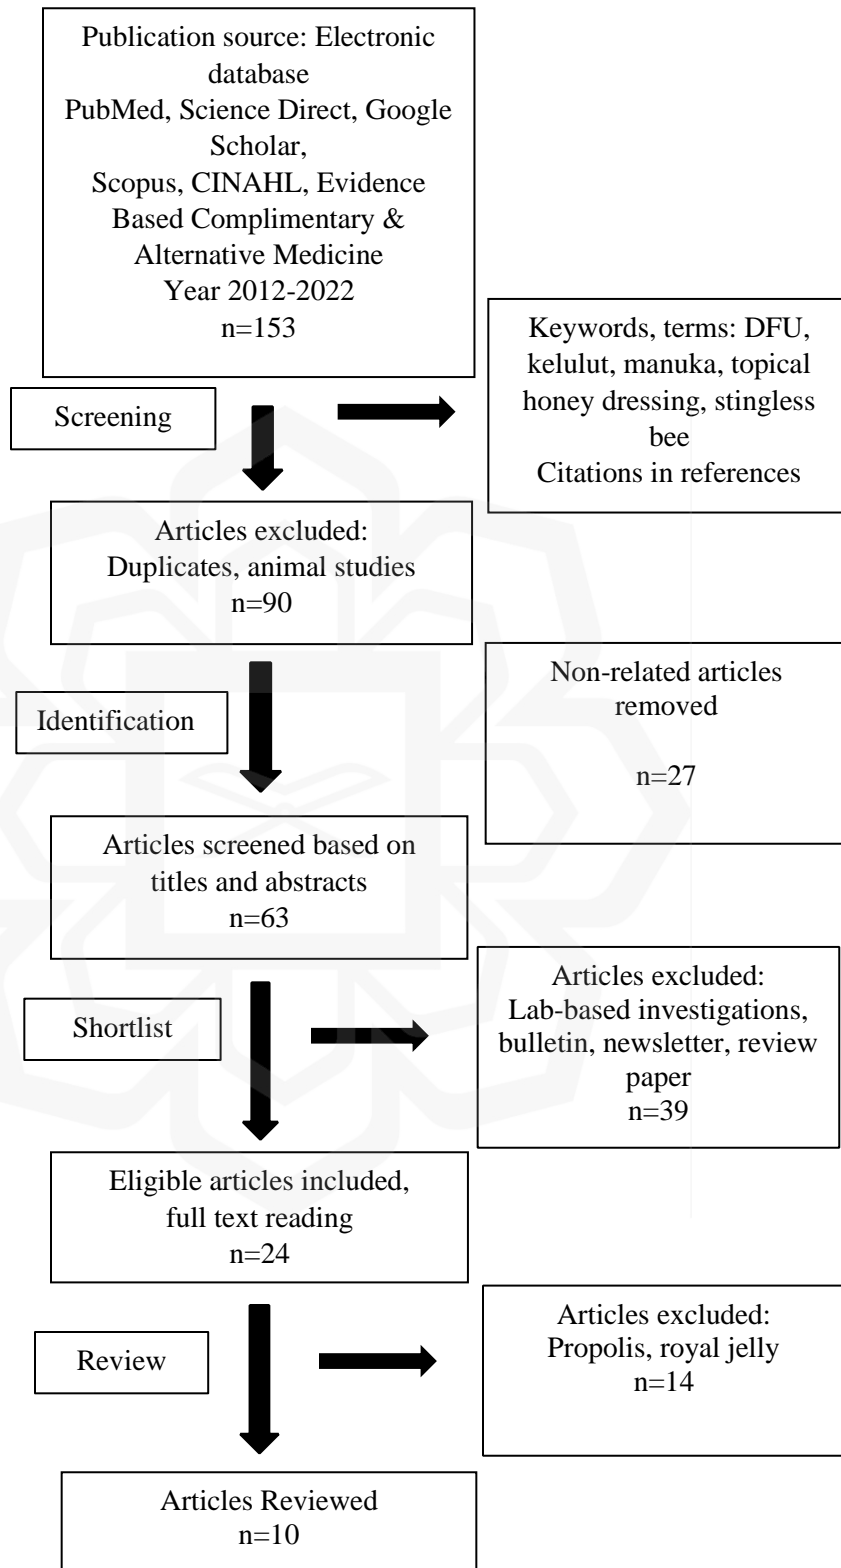 Publication source: Electronic
database
PubMed, Science Direct, Google
Scholar,
Scopus, CINAHL, Evidence
Based Complimentary &
Alternative Medicine
Year 2012-2022
n=153
Keywords, terms: DFU,
kelulut, manuka, topical
honey dressing, stingless
bee
Citations in references
Screening
Articles excluded:
Duplicates, animal studies
n=90
Non-related articles
removed
n=27
Identification
Articles screened based on
titles and abstracts
n=63
Articles excluded:
Lab-based investigations,
bulletin, newsletter, review
paper
n=39
Shortlist
Eligible articles included,
full text reading
n=24
Articles excluded:
Propolis, royal jelly
n=14
Review
Articles Reviewed
n=10